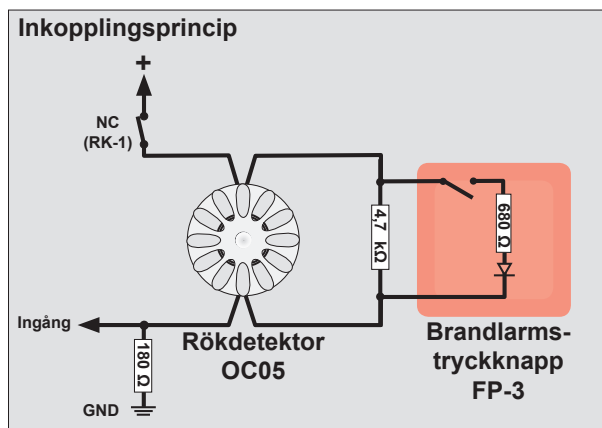 Inkopplingsprincip
+
NC
(RK-1)
4,7 kΩ
680 Ω
Ingång
180 Ω
GND
Rökdetektor
OC05
Brandlarms-
tryckknapp
FP-3